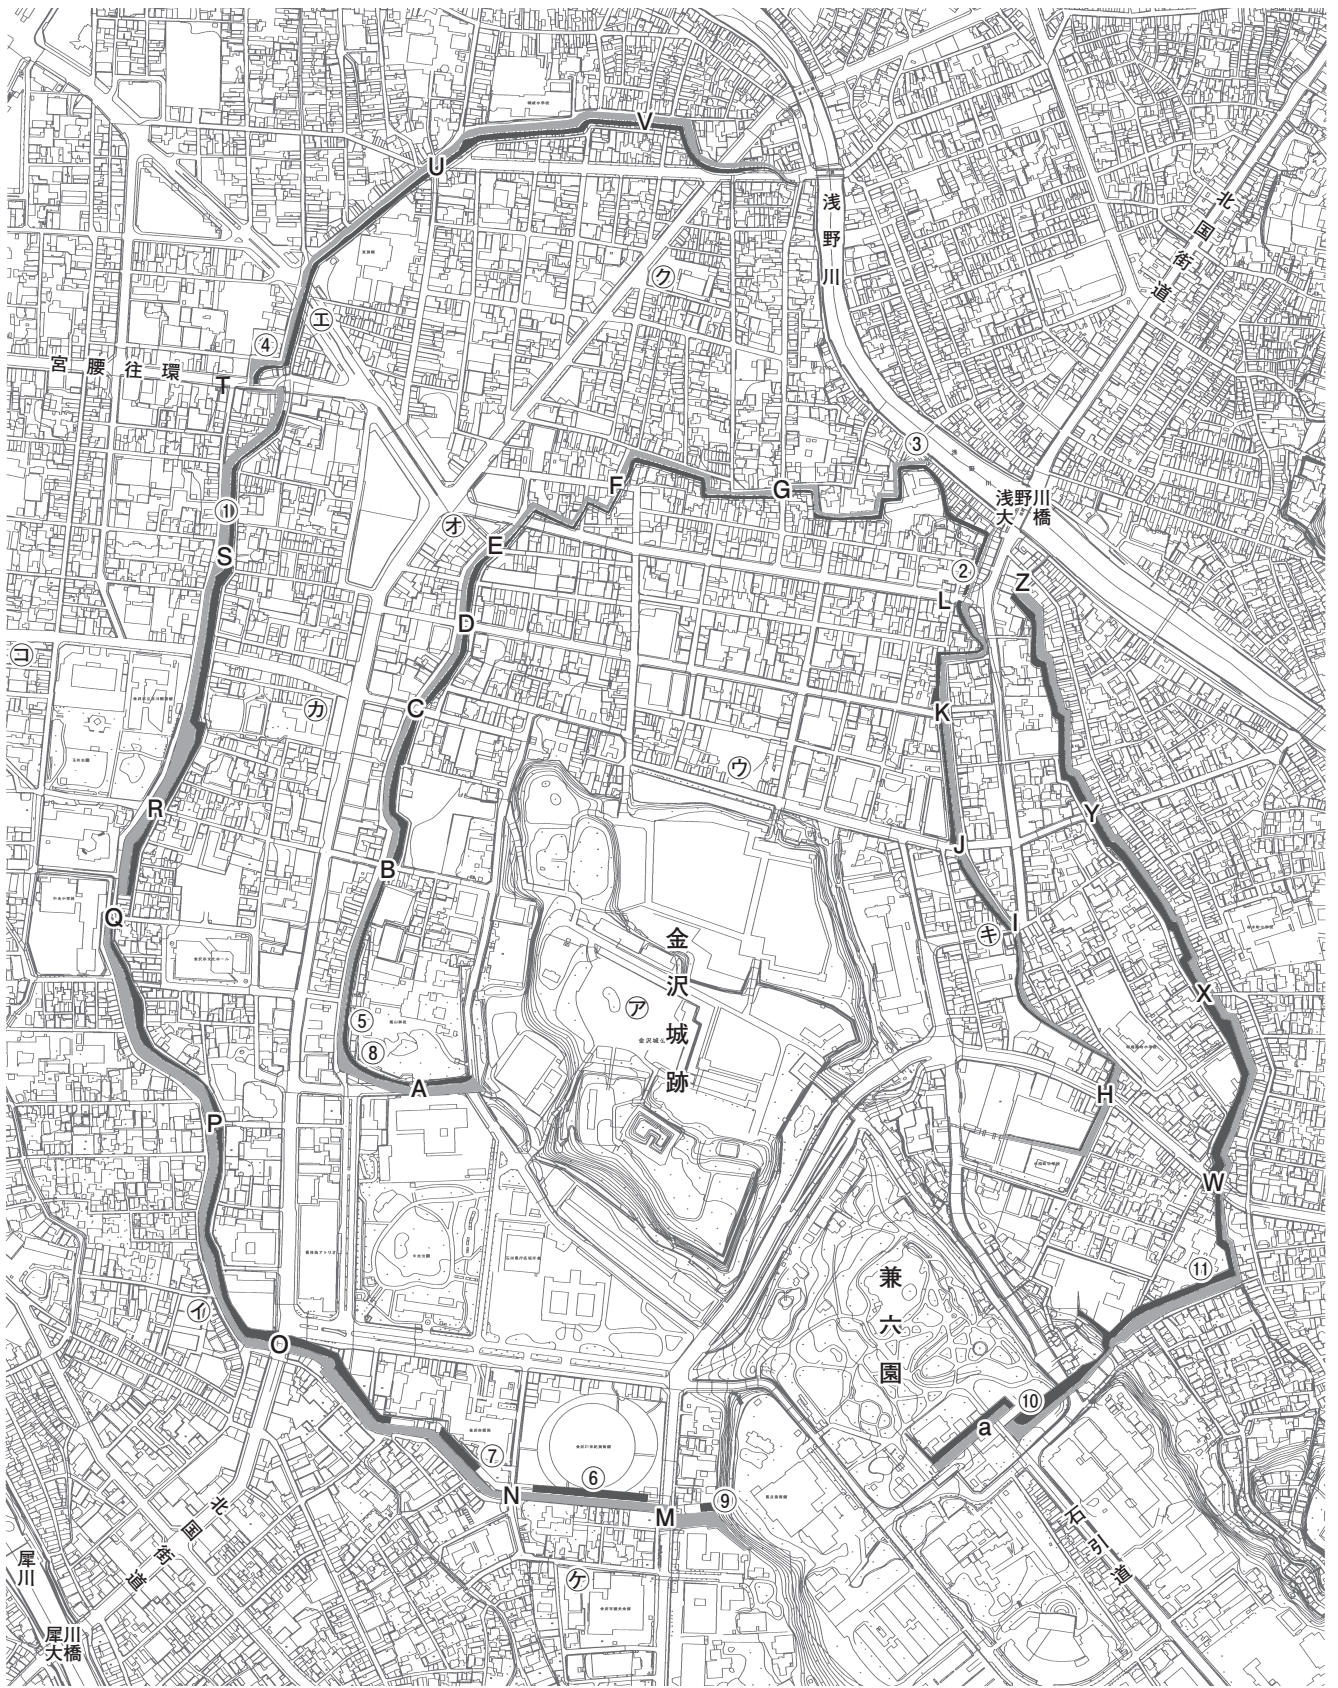 V
U
浅野川
北国街道
㋗
㋓
④
宮腰往還
T
③
F
G
浅野川
大橋
①
㋔
E
S
②
Z
L
D
㋙
㋕
C
K
㋒
R
Y
J
B
Q
I
㋖
金沢城跡
㋐
X
⑤
⑧
A
H
P
W
⑪
兼六園
㋑
O
⑩
a
⑦
⑥
N
M
⑨
北国街道
石引道
㋘
犀川
犀川
大橋